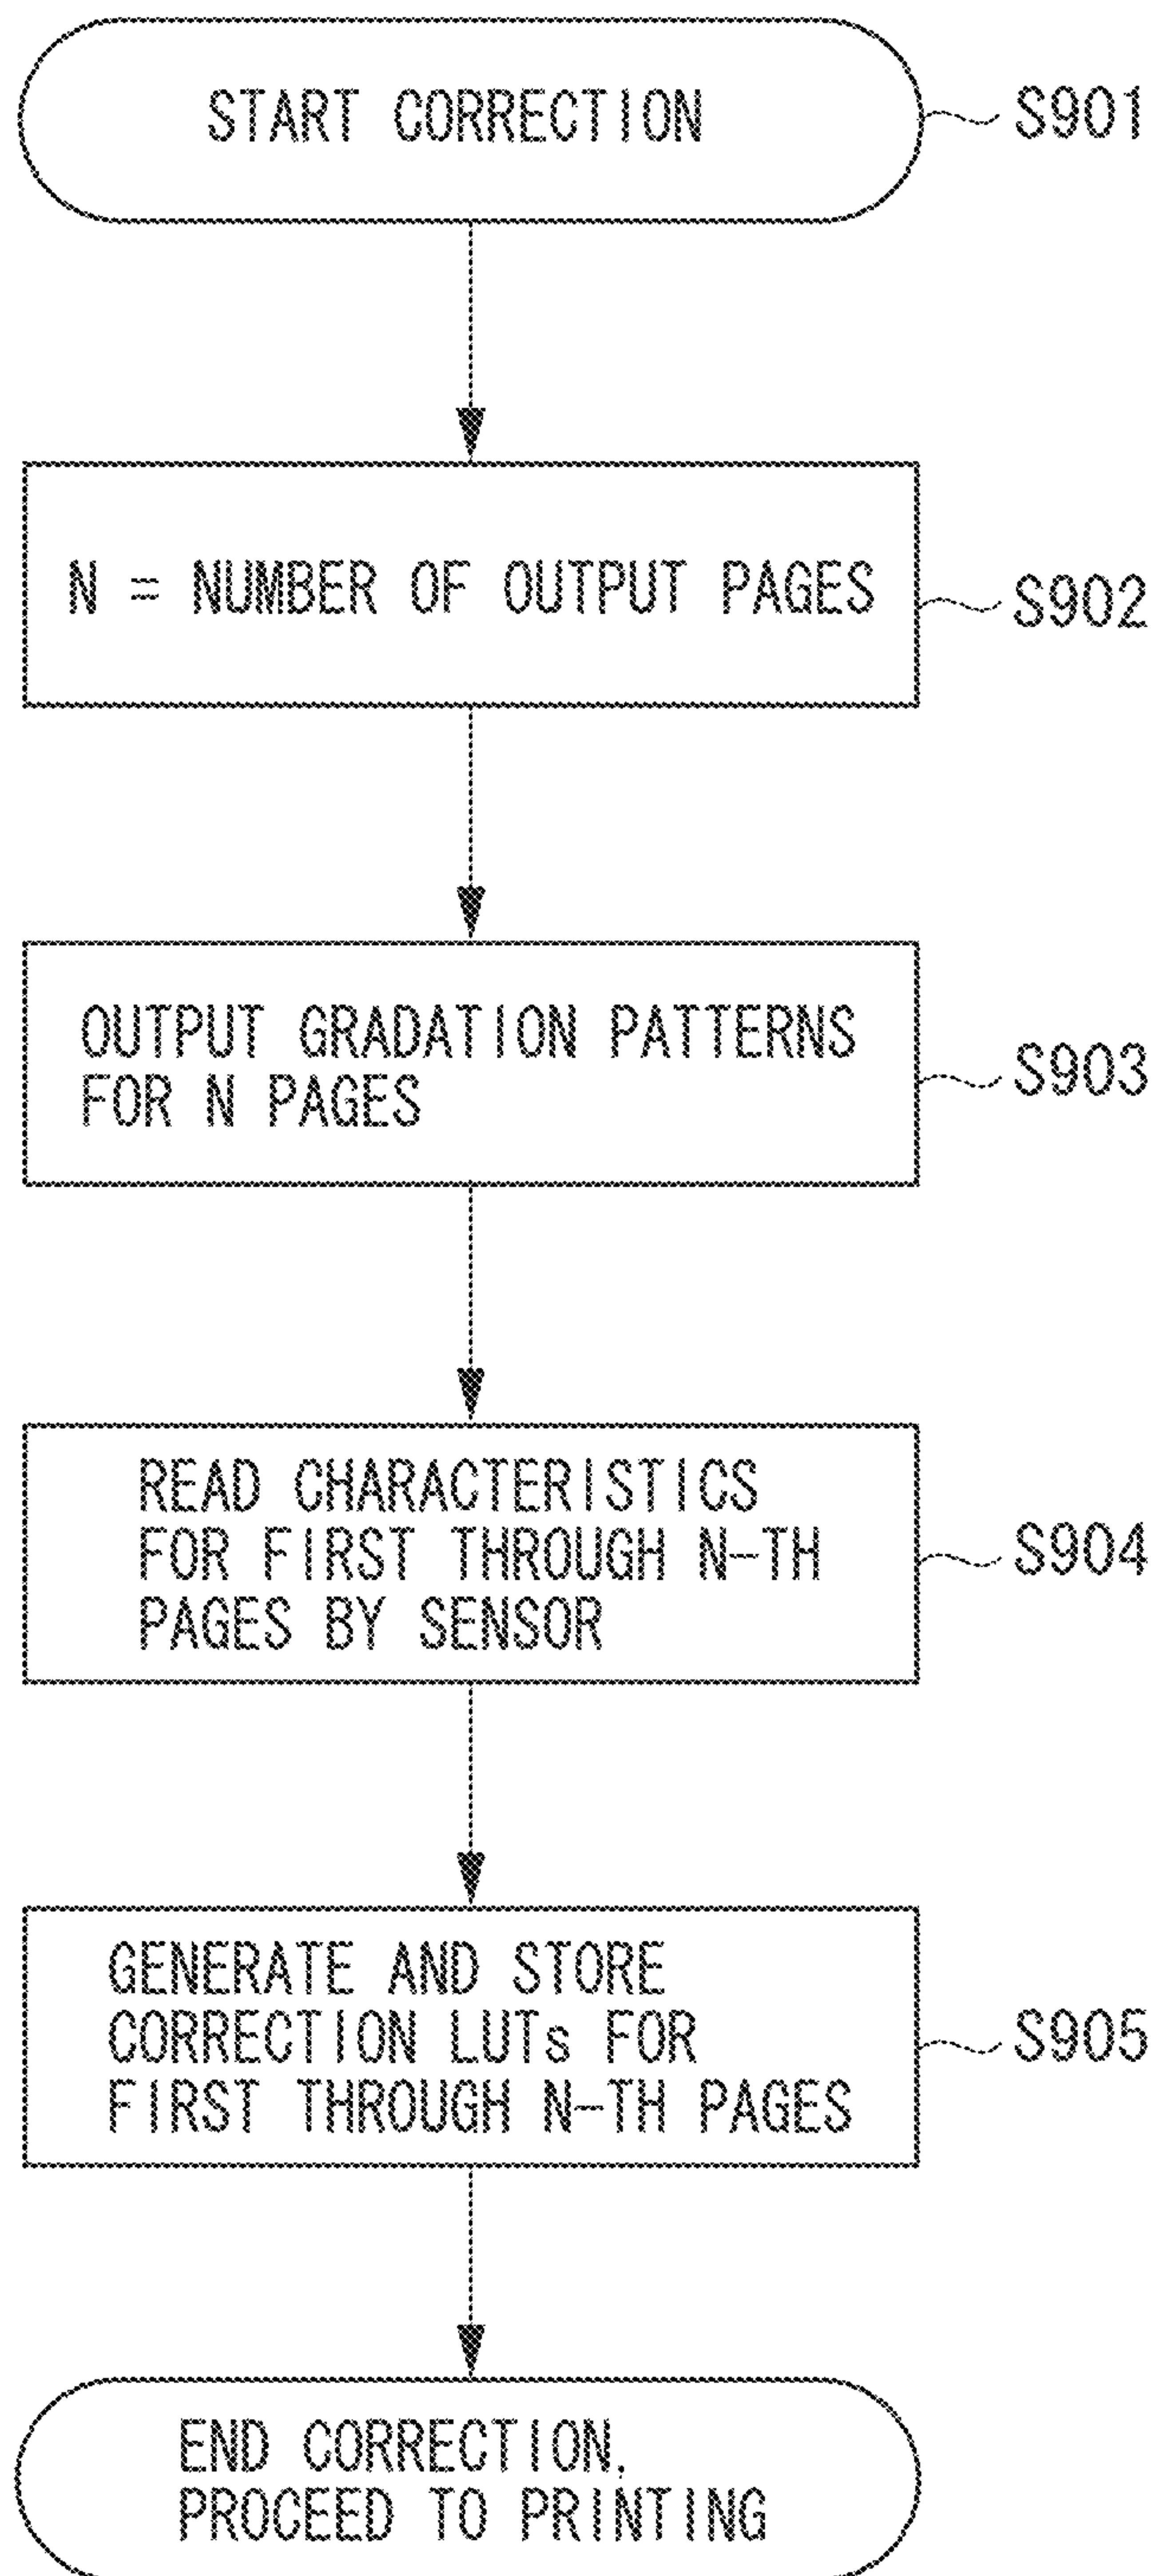 START CORRECTION
S901
N = NUMBER OF OUTPUT PAGES
S902
OUTPUT GRADATION PATTERNS
FOR N PAGES
S903
READ CHARACTERISTICS
FOR FIRST THROUGH N-TH
PAGES BY SENSOR
S904
GENERATE AND STORE
CORRECTION LUTs FOR
FIRST THROUGH N-TH PAGES
S905
END CORRECTION,
PROCEED TO PRINTING